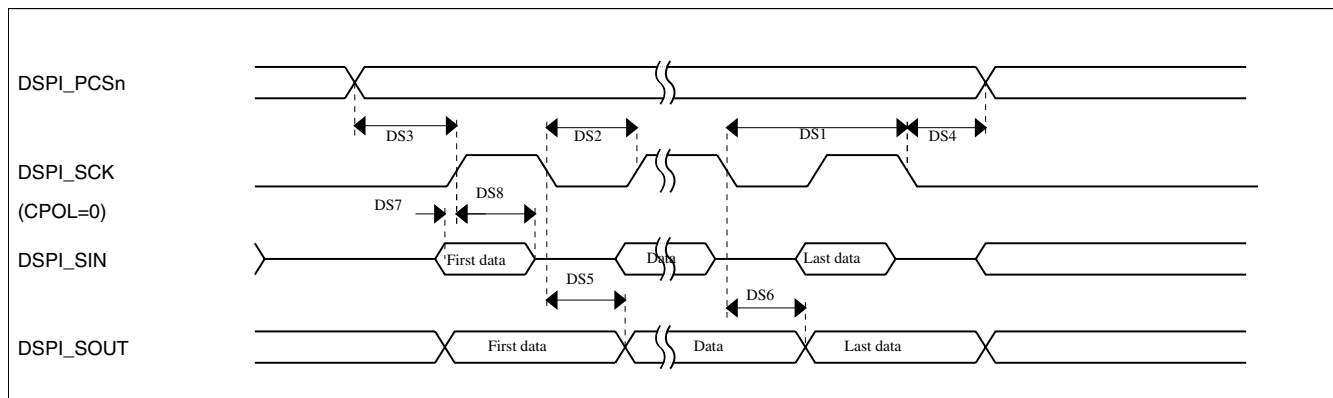 DSPI_PCSn
DS3
DS2
DS1
DS4
DSPI_SCK
(CPOL=0)
DS7
DS8
DSPI_SIN
First data
Data
Last data
DS5
DS6
DSPI_SOUT
First data
Data
Last data